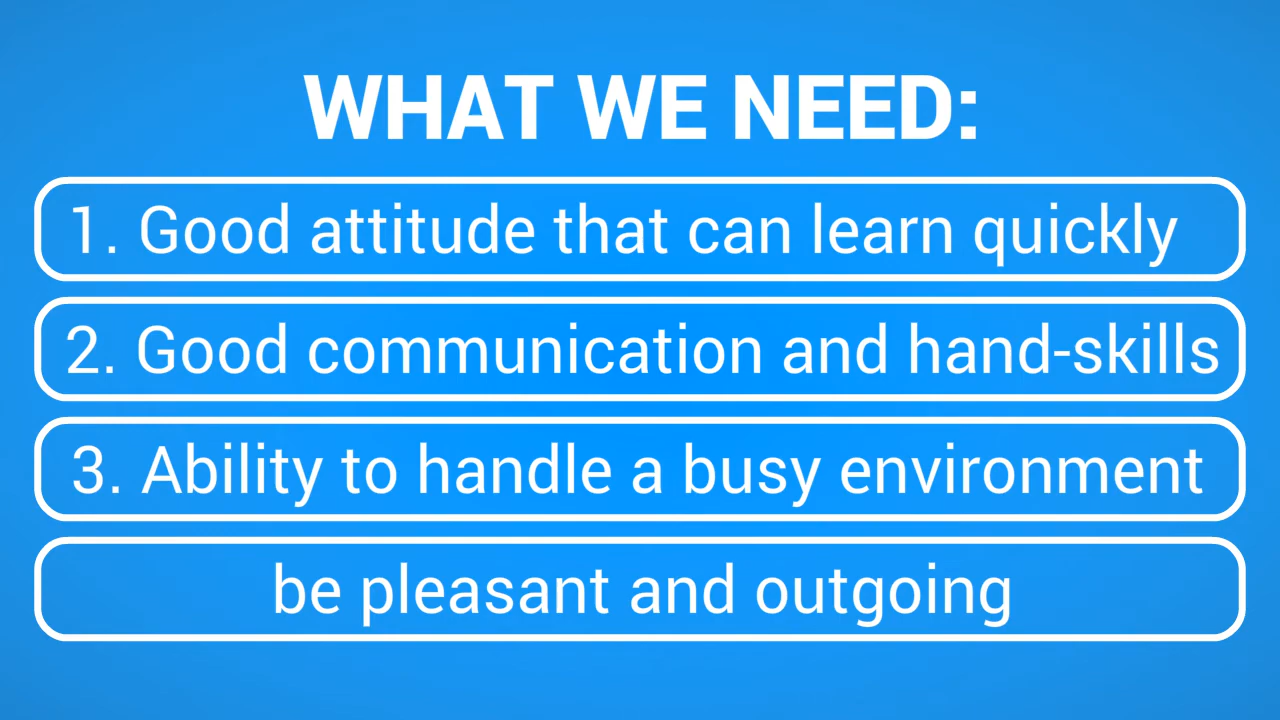 WHAT WE NEED:
1. Good attitude that can learn quickly
2. Good communication and hand-skills
3. Ability to handle a busy environment
be pleasant and outgoing